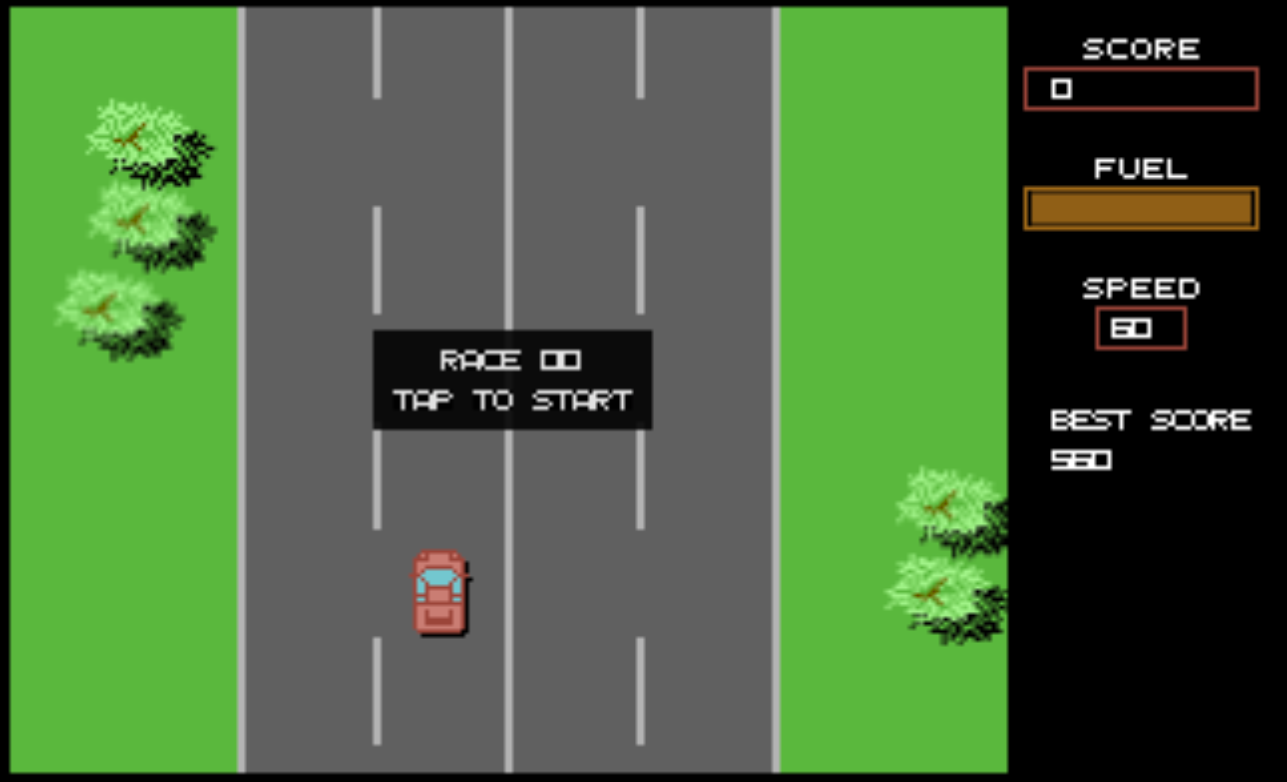 SCORE
0
FUEL
SPEED
60
RACE 00
TAP TO START
BEST SCORE
560